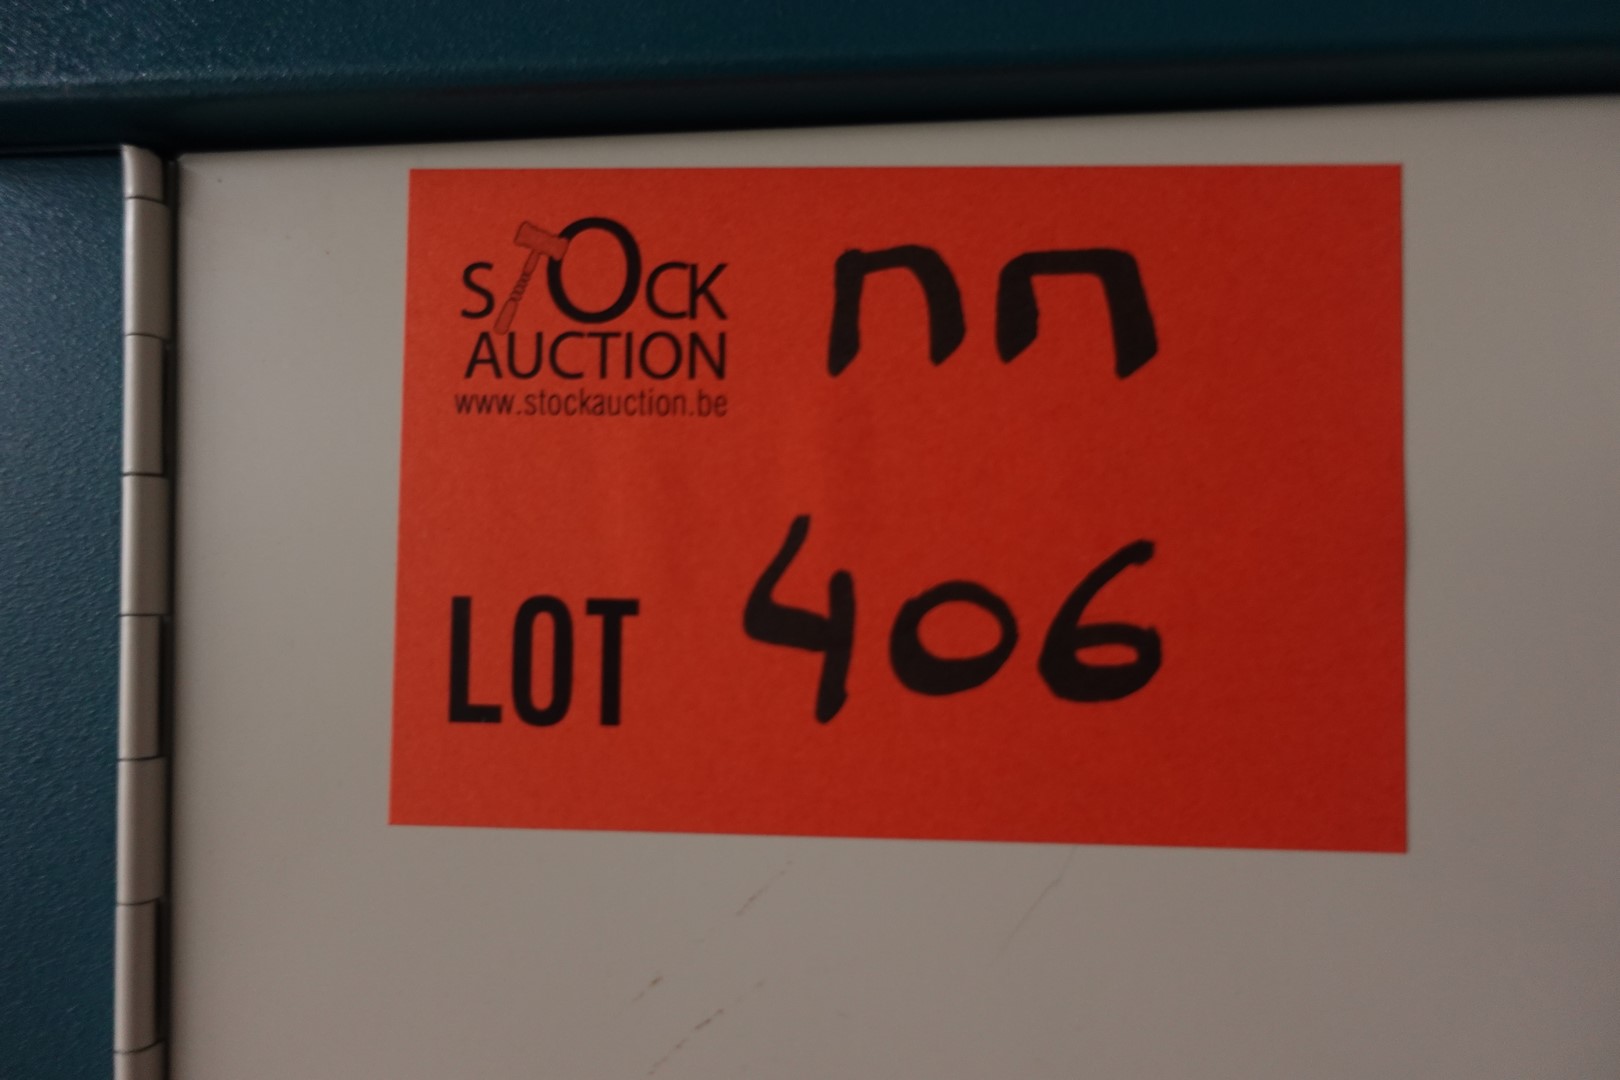 STOCK nn
AUCTION
www.stockauction.be
LOT 406